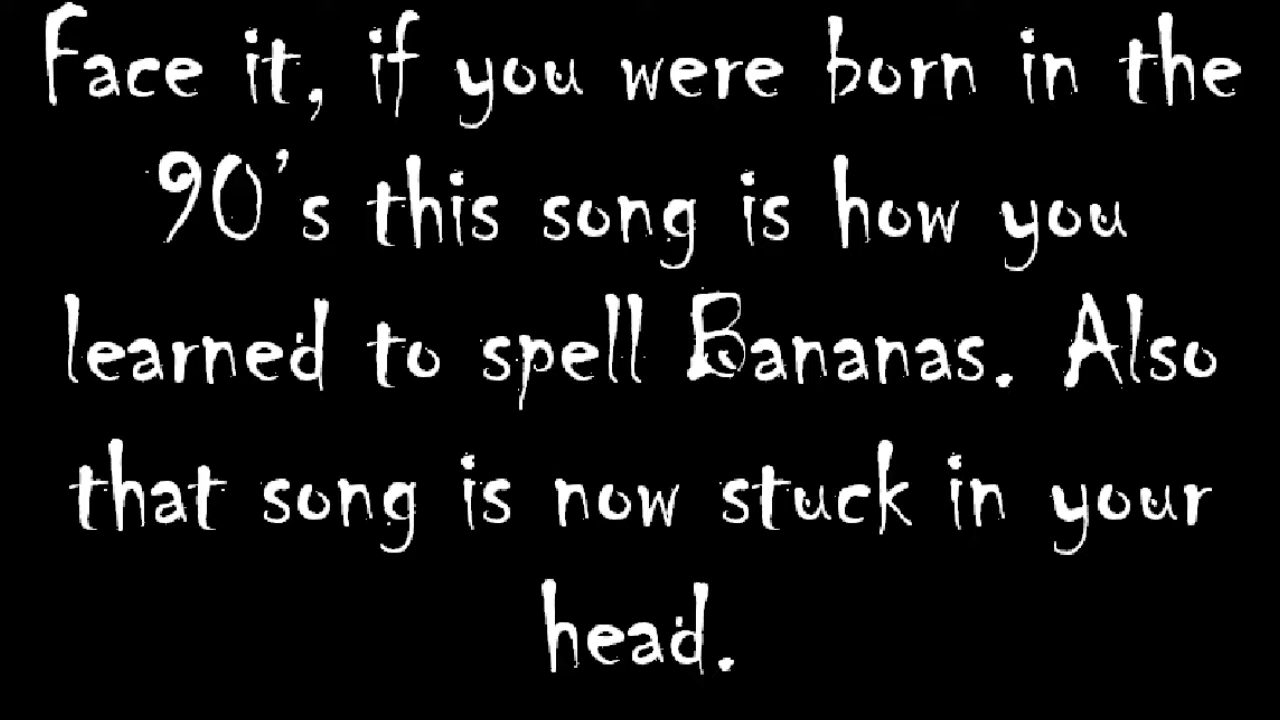 Face it, if you were born in the
90's this song is how you
learned to spell Bananas. Also
that song is now stuck in your
head.